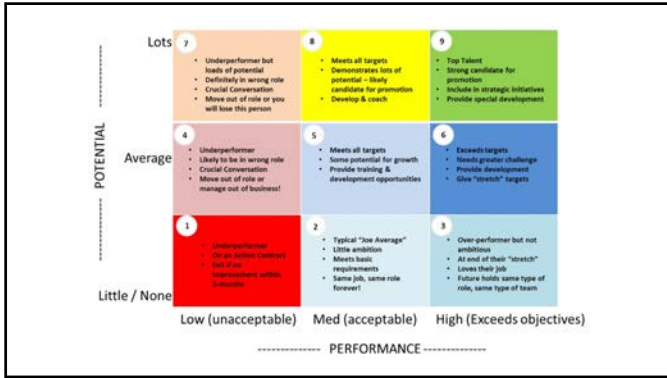 Lots
7
• Underperformer but
loads of potential
• Definitely in wrong role
• Crucial Conversation
• Move out of role or you
will lose this person
8
• Meets all targets
• Demonstrates lots of
potential – likely
candidate for promotion
• Develop & coach
9
• Top Talent
• Strong candidate for
promotion
• Include in strategic initiatives
• Provide special development
POTENTIAL
Average
4
• Underperformer
• Likely to be in wrong role
• Crucial Conversation
• Move out of role or
manage out of business!
5
• Meets all targets
• Some potential for growth
• Provide training &
development opportunities
6
• Exceeds targets
• Needs greater challenge
• Provide development
• Give "stretch" targets
Little / None
1
• Underperformer
• On an Action Contract
• Exit if no
improvement within
3 months
2
• Typical "Joe Average"
• Little ambition
• Meets basic
requirements
• Same job, same role
forever!
3
• Over-performer but not
ambitious
• At end of their "stretch"
• Loves their job
• Future holds same type of
role, same type of team
Low (unacceptable)
Med (acceptable)
High (Exceeds objectives)
-------------- PERFORMANCE --------------